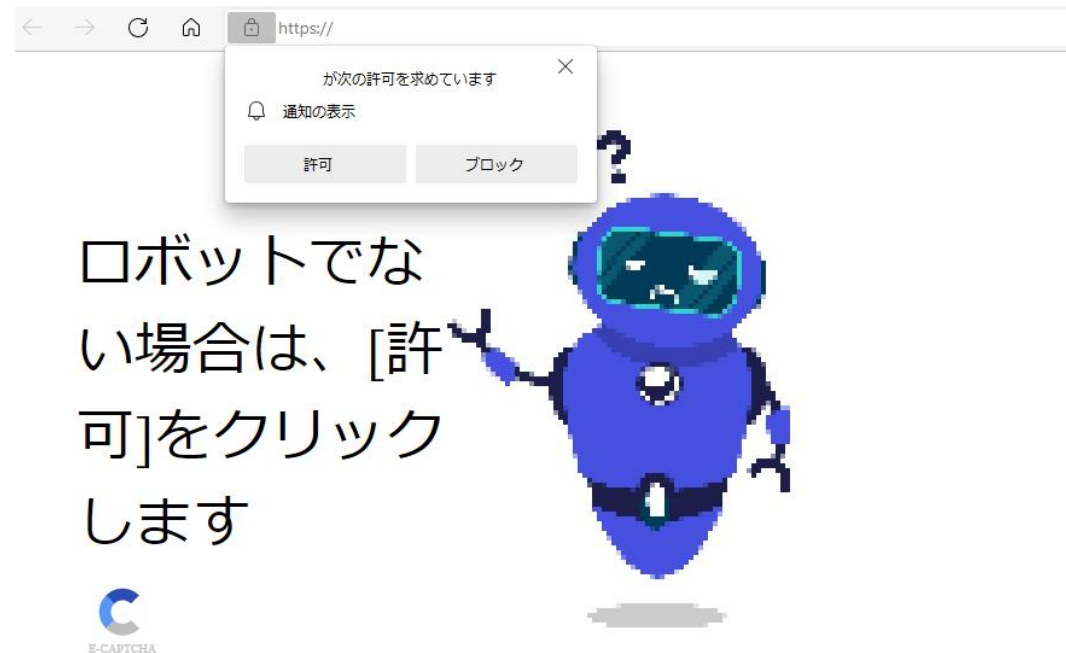 https://
が次の許可を求めています
通知の表示
許可
ブロック
?
ロボットでな
い場合は、[許
可]をクリック
します
E-CAPTCHA